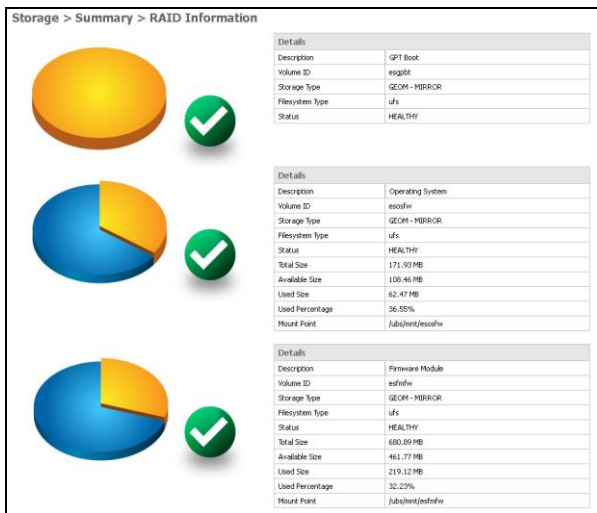 Storage > Summary > RAID Information
Details
Description GPT Boot
Volume ID esgpbt
Storage Type GEOM - MIRROR
Filesystem Type ufs
Status HEALTHY
Details
Description Operating System
Volume ID esosfw
Storage Type GEOM - MIRROR
Filesystem Type ufs
Status HEALTHY
Total Size 171.93 MB
Available Size 108.46 MB
Used Size 62.47 MB
Used Percentage 36.55%
Mount Point /ubs/mnt/esosfw
Details
Description Firmware Module
Volume ID esfmfw
Storage Type GEOM - MIRROR
Filesystem Type ufs
Status HEALTHY
Total Size 680.89 MB
Available Size 461.77 MB
Used Size 219.12 MB
Used Percentage 32.23%
Mount Point /ubs/mnt/esfmfw